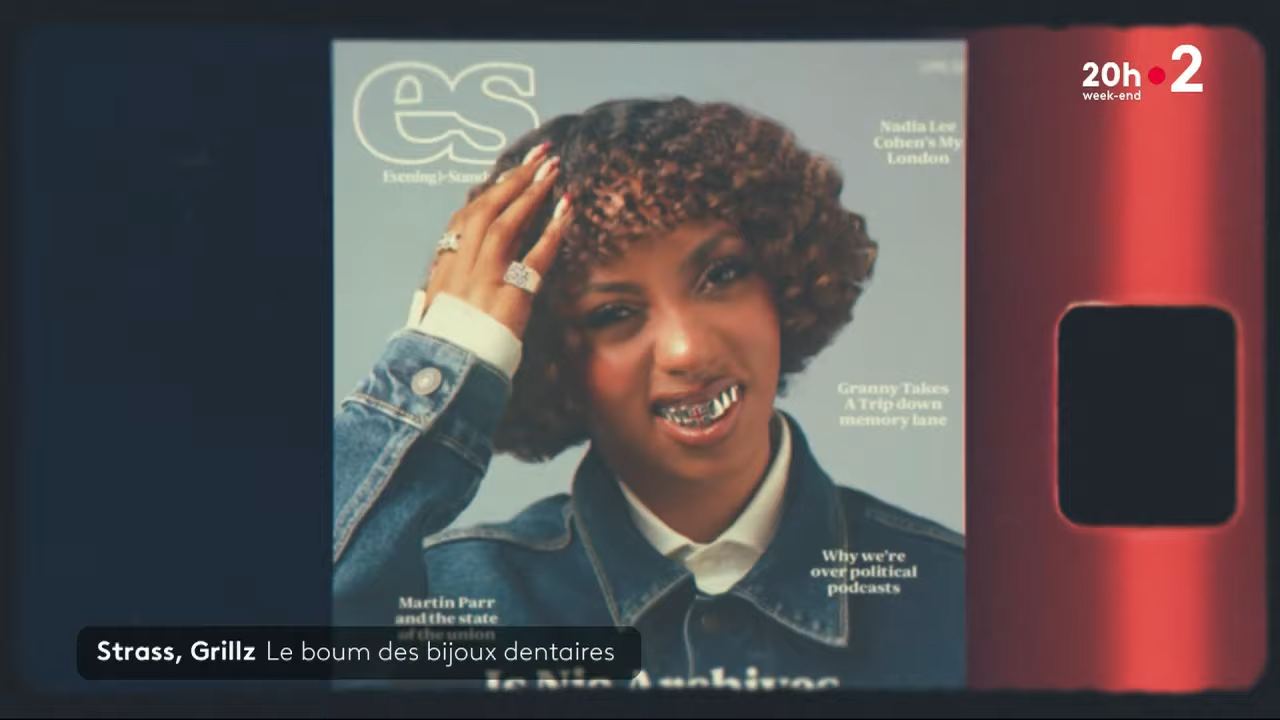 es
Evening Stand
Nadia Lee
Cohen's My
London
20h 2
week-end
Granny Takes
A Trip down
memory lane
Why we're
over political
podcasts
Martin Parr
and the state
of the union
Strass, Grillz Le boum des bijoux dentaires
Archives